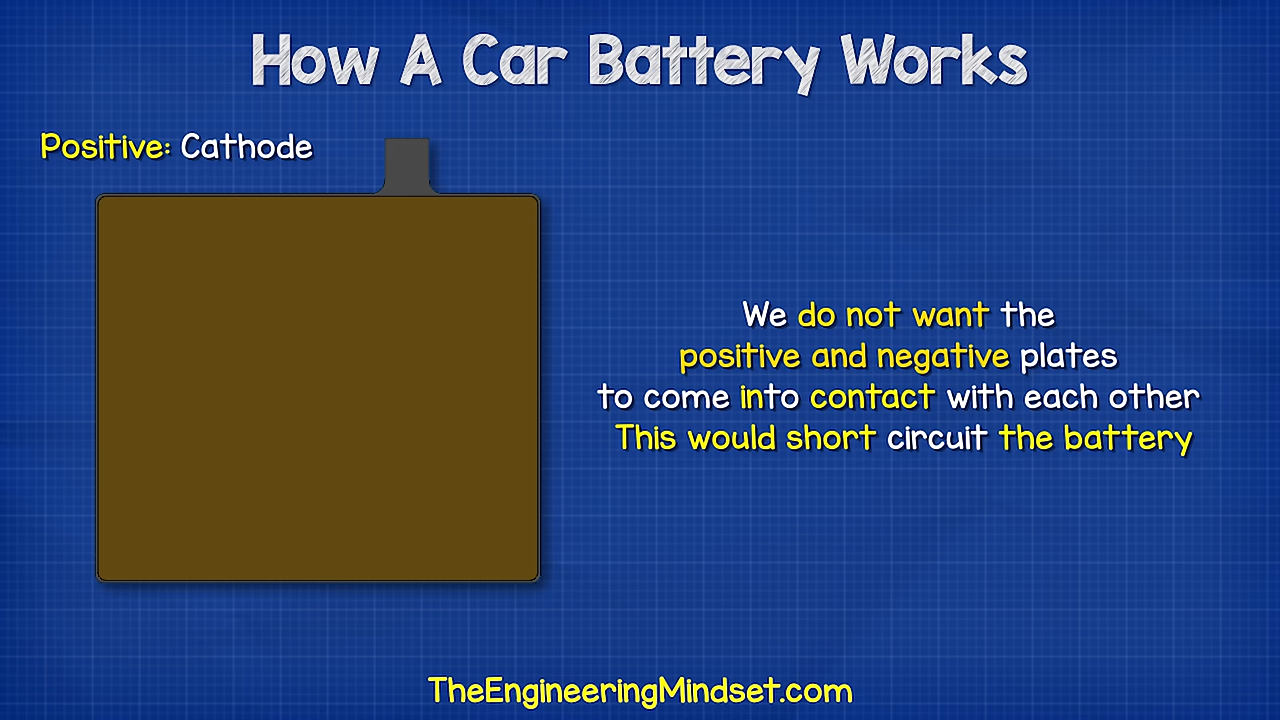 How A Car Battery Works
Positive: Cathode
We do not want the
positive and negative plates
to come into contact with each other
This would short circuit the battery
TheEngineeringMindset.com